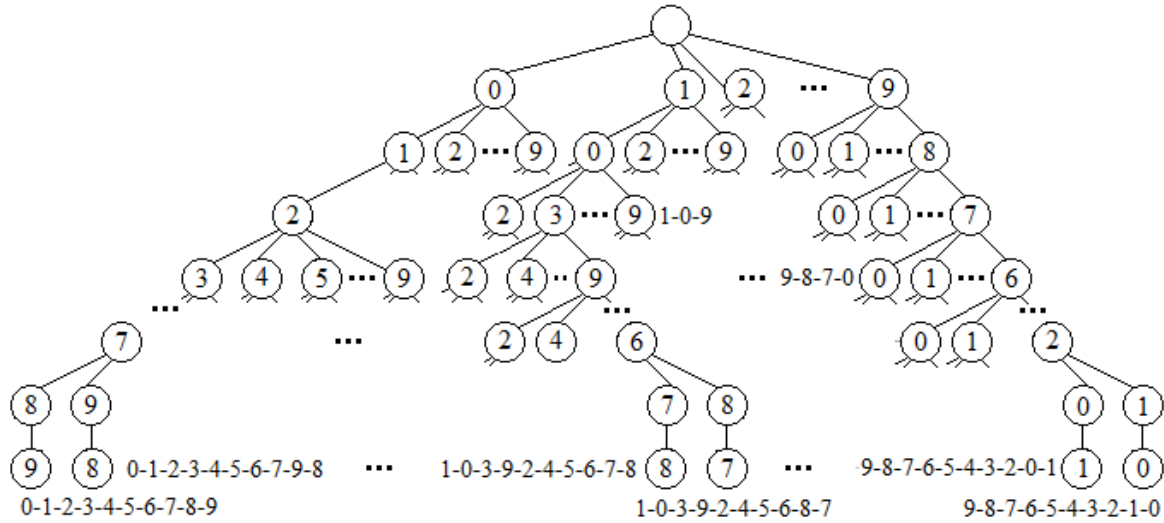 0 1 2 ... 9
1 2 ... 9 0 2 ... 9 0 1 ... 8
2 2 3 ... 9 1-0-9 0 1 ... 7
3 4 5 ... 9 2 4 .. 9 ... 9-8-7-0 0 1 ... 6
... ... ...
7 ... 2 4 6 0 1 2
8 9 7 8 0 1
9 8 0-1-2-3-4-5-6-7-9-8 ... 1-0-3-9-2-4-5-6-7-8 8 7 ... 9-8-7-6-5-4-3-2-0-1 1 0
0-1-2-3-4-5-6-7-8-9 1-0-3-9-2-4-5-6-8-7 9-8-7-6-5-4-3-2-1-0